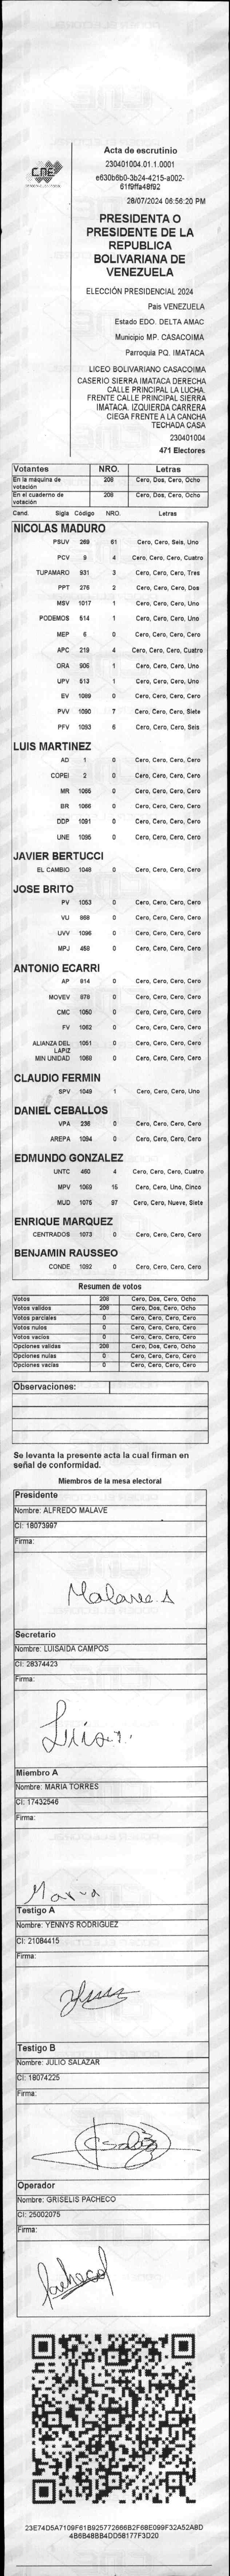 CNE
Acta de escrutinio
230401004.01.1.0001
e630b6b0-3b24-4215-a002-
61f9ffa48f92
28/07/2024 06:56:20 PM
PRESIDENTA O
PRESIDENTE DE LA
REPUBLICA
BOLIVARIANA DE
VENEZUELA
ELECCIÓN PRESIDENCIAL 2024
Pais VENEZUELA
Estado EDO. DELTA AMAC
Municipio MP. CASACOIMA
Parroquia PQ. IMATACA
LICEO BOLIVARIANO CASACOIMA
CASERIO SIERRA IMATACA DERECHA
CALLE PRINCIPAL LA LUCHA.
FRENTE CALLE PRINCIPAL SIERRA
IMATACA. IZQUIERDA CARRERA
CIEGA FRENTE A LA CANCHA
TECHADA CASA
230401004
471 Electores
Votantes NRO. Letras
En la máquina de votación 208 Cero, Dos, Cero, Ocho
En el cuaderno de votación 208 Cero, Dos, Cero, Ocho
Cand. Sigla Código NRO. Letras
NICOLAS MADURO
PSUV 269 61 Cero, Cero, Seis, Uno
PCV 9 4 Cero, Cero, Cero, Cuatro
TUPAMARO 931 3 Cero, Cero, Cero, Tres
PPT 276 2 Cero, Cero, Cero, Dos
MSV 1017 1 Cero, Cero, Cero, Uno
PODEMOS 514 1 Cero, Cero, Cero, Uno
MEP 6 0 Cero, Cero, Cero, Cero
APC 219 4 Cero, Cero, Cero, Cuatro
ORA 906 1 Cero, Cero, Cero, Uno
UPV 513 1 Cero, Cero, Cero, Uno
EV 1089 0 Cero, Cero, Cero, Cero
PVV 1090 7 Cero, Cero, Cero, Siete
PFV 1093 6 Cero, Cero, Cero, Seis
LUIS MARTINEZ
AD 1 0 Cero, Cero, Cero, Cero
COPEI 2 0 Cero, Cero, Cero, Cero
MR 1065 0 Cero, Cero, Cero, Cero
BR 1066 0 Cero, Cero, Cero, Cero
DDP 1091 0 Cero, Cero, Cero, Cero
UNE 1095 0 Cero, Cero, Cero, Cero
JAVIER BERTUCCI
EL CAMBIO 1048 0 Cero, Cero, Cero, Cero
JOSE BRITO
PV 1053 0 Cero, Cero, Cero, Cero
VU 868 0 Cero, Cero, Cero, Cero
UVV 1096 0 Cero, Cero, Cero, Cero
MPJ 459 0 Cero, Cero, Cero, Cero
ANTONIO ECARRI
AP 814 0 Cero, Cero, Cero, Cero
MOVEV 878 0 Cero, Cero, Cero, Cero
CMC 1050 0 Cero, Cero, Cero, Cero
FV 1062 0 Cero, Cero, Cero, Cero
ALIANZA DEL LAPIZ 1051 0 Cero, Cero, Cero, Cero
MIN UNIDAD 1068 0 Cero, Cero, Cero, Cero
CLAUDIO FERMIN
SPV 1049 1 Cero, Cero, Cero, Uno
DANIEL CEBALLOS
VPA 236 0 Cero, Cero, Cero, Cero
AREPA 1094 0 Cero, Cero, Cero, Cero
EDMUNDO GONZALEZ
UNTC 460 4 Cero, Cero, Cero, Cuatro
MPV 1069 15 Cero, Cero, Uno, Cinco
MUD 1075 97 Cero, Cero, Nueve, Siete
ENRIQUE MARQUEZ
CENTRADOS 1073 0 Cero, Cero, Cero, Cero
BENJAMIN RAUSSEO
CONDE 1092 0 Cero, Cero, Cero, Cero
Resumen de votos
Votos 208 Cero, Dos, Cero, Ocho
Votos validos 208 Cero, Dos, Cero, Ocho
Votos parciales 0 Cero, Cero, Cero, Cero
Votos nulos 0 Cero, Cero, Cero, Cero
Votos vacios 0 Cero, Cero, Cero, Cero
Opciones validas 208 Cero, Dos, Cero, Ocho
Opciones nulas 0 Cero, Cero, Cero, Cero
Opciones vacias 0 Cero, Cero, Cero, Cero
Observaciones:
Se levanta la presente acta la cual firman en
señal de conformidad.
Miembros de la mesa electoral
Presidente
Nombre: ALFREDO MALAVE
CI: 18073997
Firma:
Malave. A
Secretario
Nombre: LUISAIDA CAMPOS
CI: 28374423
Firma:
Miembro A
Nombre: MARIA TORRES
CI: 17432546
Firma:
Maria
Testigo A
Nombre: YENNYS RODRIGUEZ
CI: 21084415
Firma:
Testigo B
Nombre: JULIO SALAZAR
CI: 18074225
Firma:
Operador
Nombre: GRISELIS PACHECO
CI: 25002075
Firma:
Pacheco
23E74D5A7109F61B925772666B2F6BE099F32A52A8D
4B6B48BB4DD58177F3D20